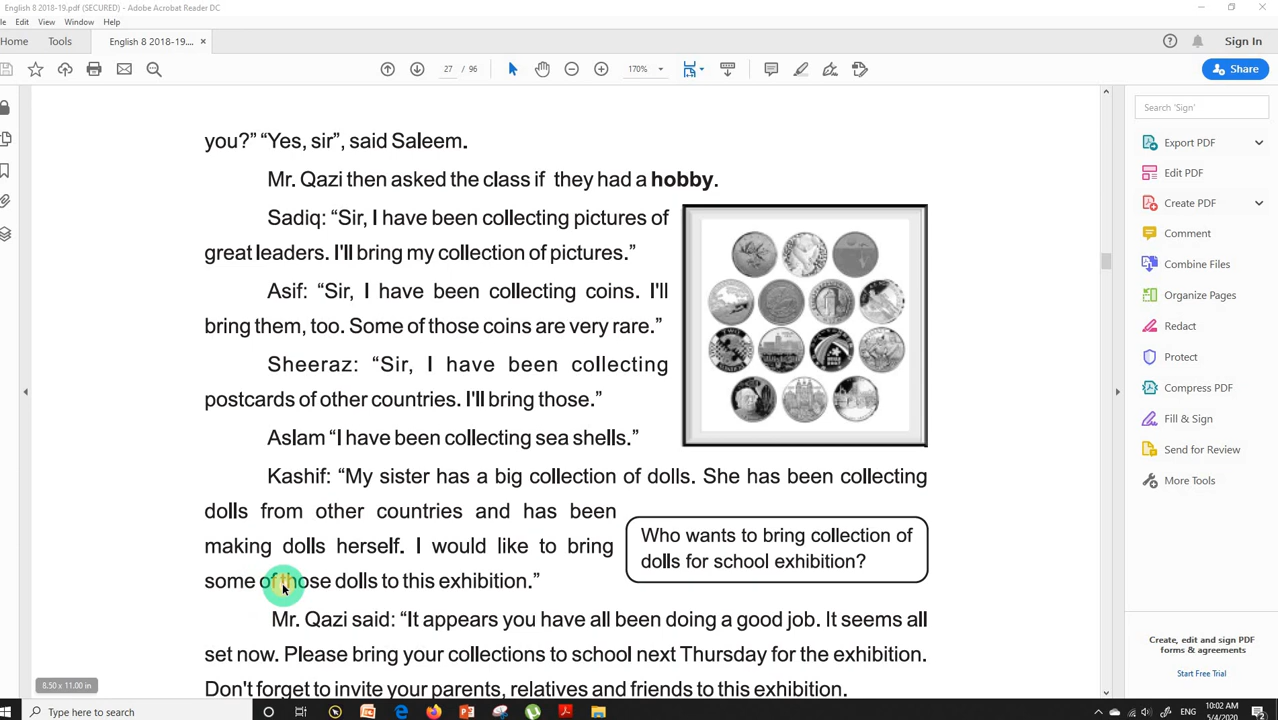 English 8 2018-19.pdf (SECURED) - Adobe Acrobat Reader DC
le Edit View Window Help
Home Tools English 8 2018-19.... × Sign In
27 / 96 170% Share
you?” “Yes, sir”, said Saleem.
Mr. Qazi then asked the class if they had a hobby.
Sadiq: “Sir, I have been collecting pictures of
great leaders. I'll bring my collection of pictures.”
Asif: “Sir, I have been collecting coins. I'll
bring them, too. Some of those coins are very rare.”
Sheeraz: “Sir, I have been collecting
postcards of other countries. I'll bring those.”
Aslam “I have been collecting sea shells.”
Kashif: “My sister has a big collection of dolls. She has been collecting
dolls from other countries and has been
making dolls herself. I would like to bring
some of those dolls to this exhibition.”
Who wants to bring collection of
dolls for school exhibition?
Mr. Qazi said: “It appears you have all been doing a good job. It seems all
set now. Please bring your collections to school next Thursday for the exhibition.
Don't forget to invite your parents, relatives and friends to this exhibition.
8.50 x 11.00 in
Search 'Sign'
Export PDF
Edit PDF
Create PDF
Comment
Combine Files
Organize Pages
Redact
Protect
Compress PDF
Fill & Sign
Send for Review
More Tools
Create, edit and sign PDF
forms & agreements
Start Free Trial
Type here to search
ENG
10:02 AM
5/4/2020